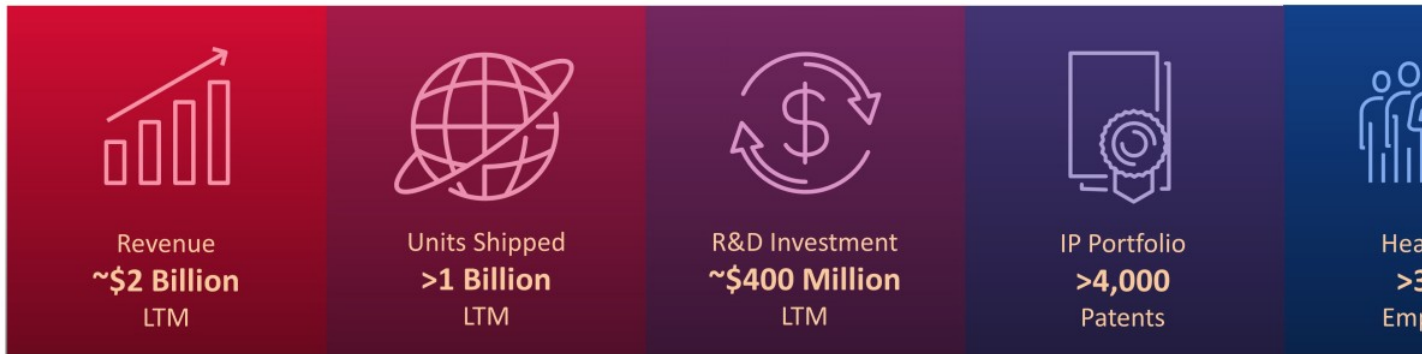 Revenue
~$2 Billion
LTM
Units Shipped
>1 Billion
LTM
R&D Investment
~$400 Million
LTM
IP Portfolio
>4,000
Patents